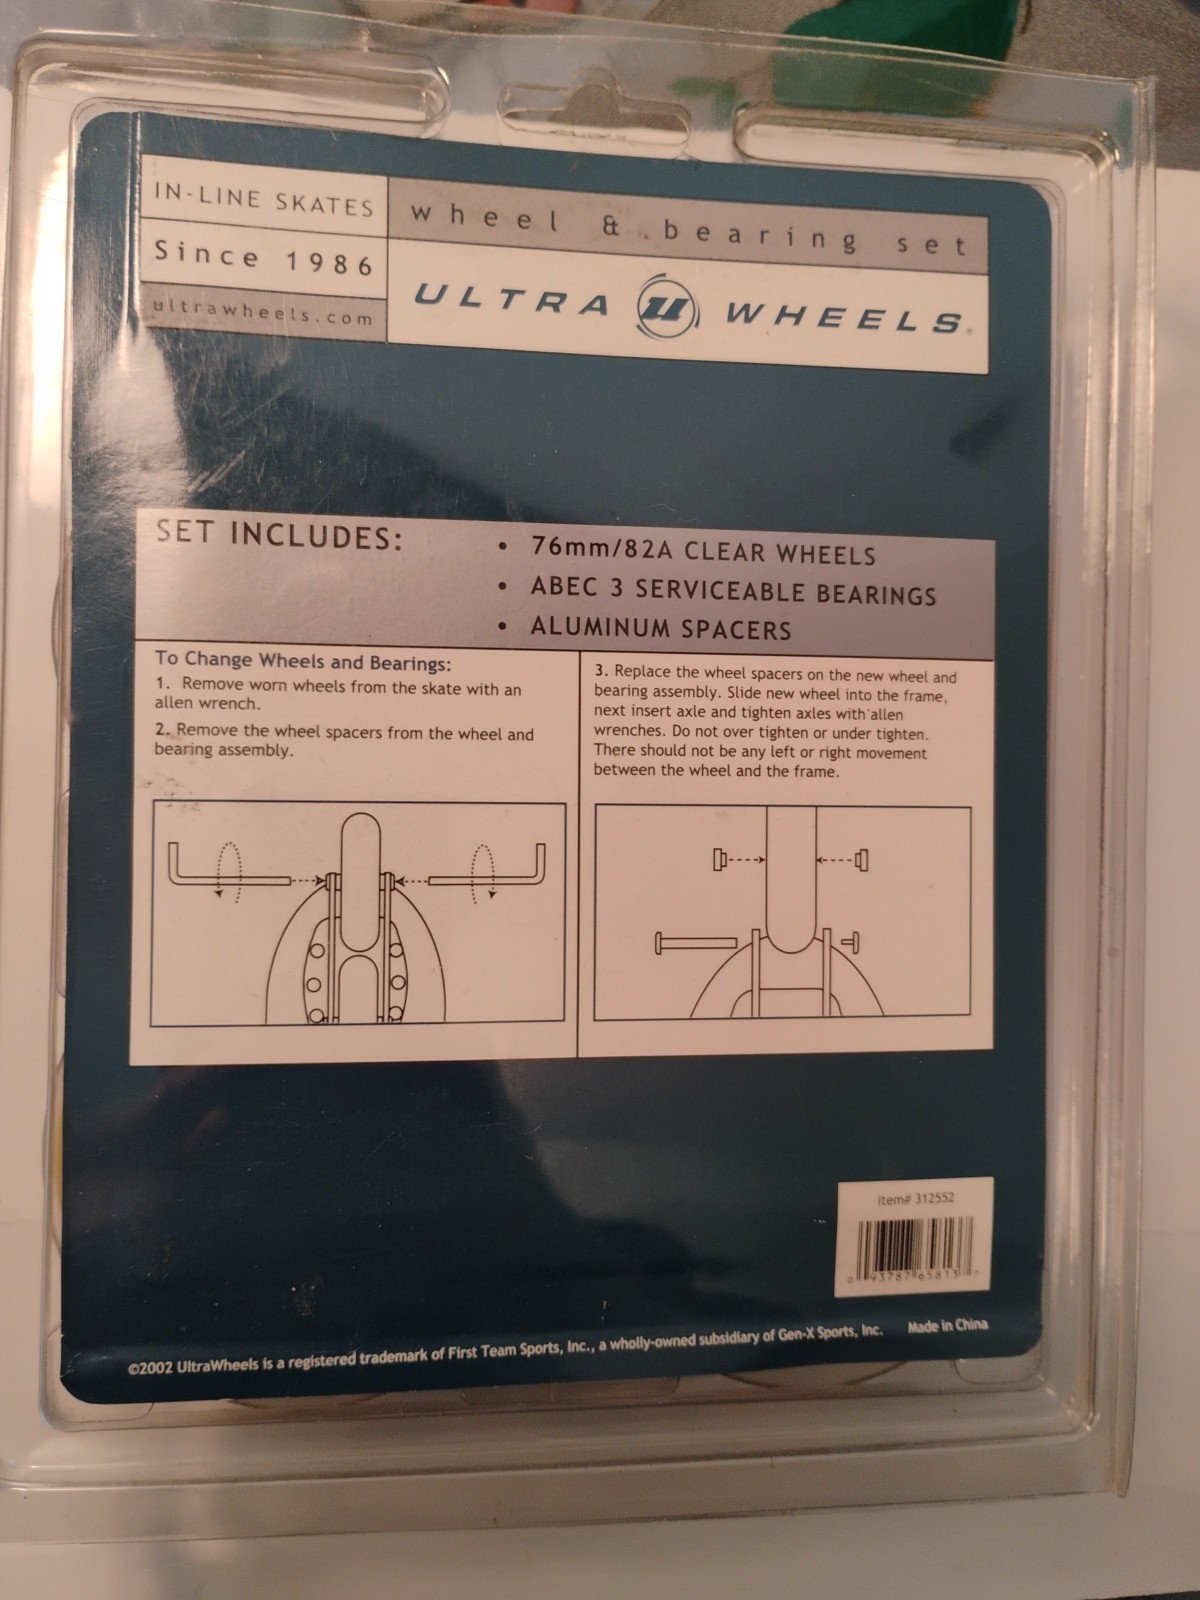 IN-LINE SKATES
Since 1986
ultrawheels.com
wheel & bearing set
ULTRA u WHEELS
SET INCLUDES:
• 76mm/82A CLEAR WHEELS
• ABEC 3 SERVICEABLE BEARINGS
• ALUMINUM SPACERS
To Change Wheels and Bearings:
1. Remove worn wheels from the skate with an
allen wrench.
2. Remove the wheel spacers from the wheel and
bearing assembly.
3. Replace the wheel spacers on the new wheel and
bearing assembly. Slide new wheel into the frame,
next insert axle and tighten axles with allen
wrenches. Do not over tighten or under tighten.
There should not be any left or right movement
between the wheel and the frame.
item# 312552
0 93787 65813 7
©2002 UltraWheels is a registered trademark of First Team Sports, Inc., a wholly-owned subsidiary of Gen-X Sports, Inc. Made in China